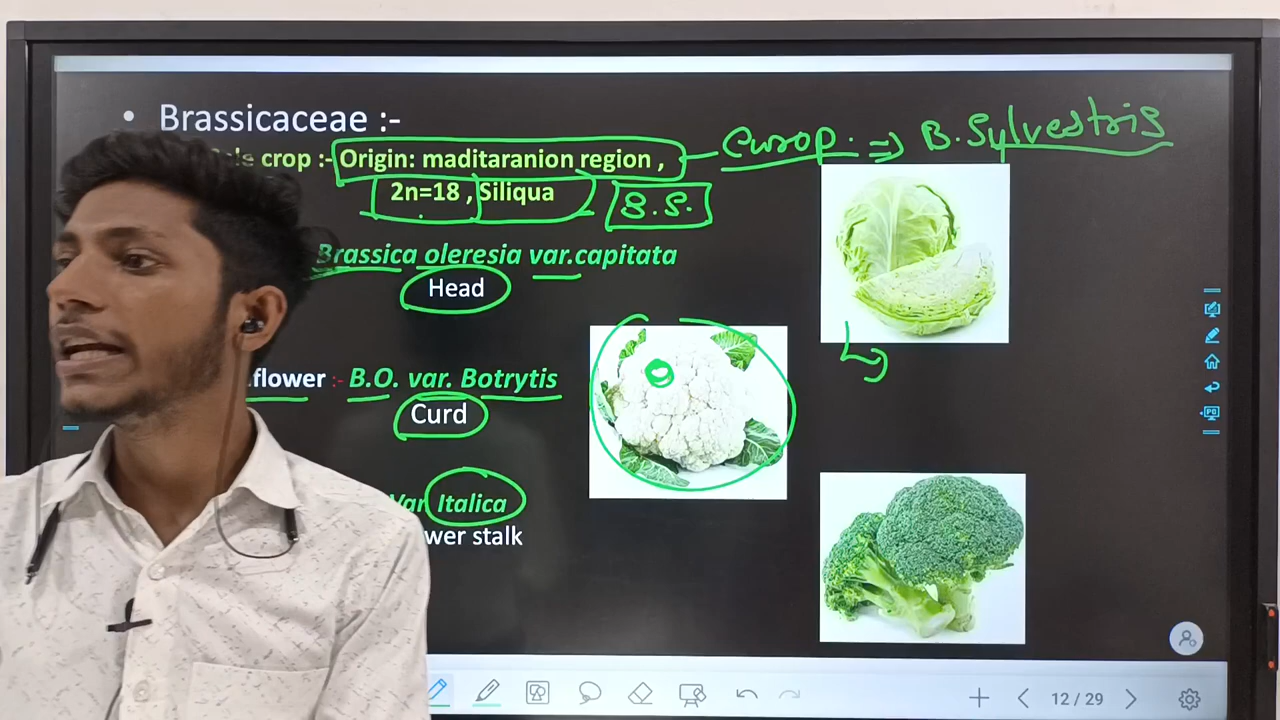 • Brassicaceae :-
crop :- Origin: maditaranion region , Europ. ⇒ B. Sylvestris
2n=18 , Siliqua B.S.
Brassica oleresia var.capitata
Head
flower :- B.O. var. Botrytis
Curd
Var Italica
wer stalk
12 / 29